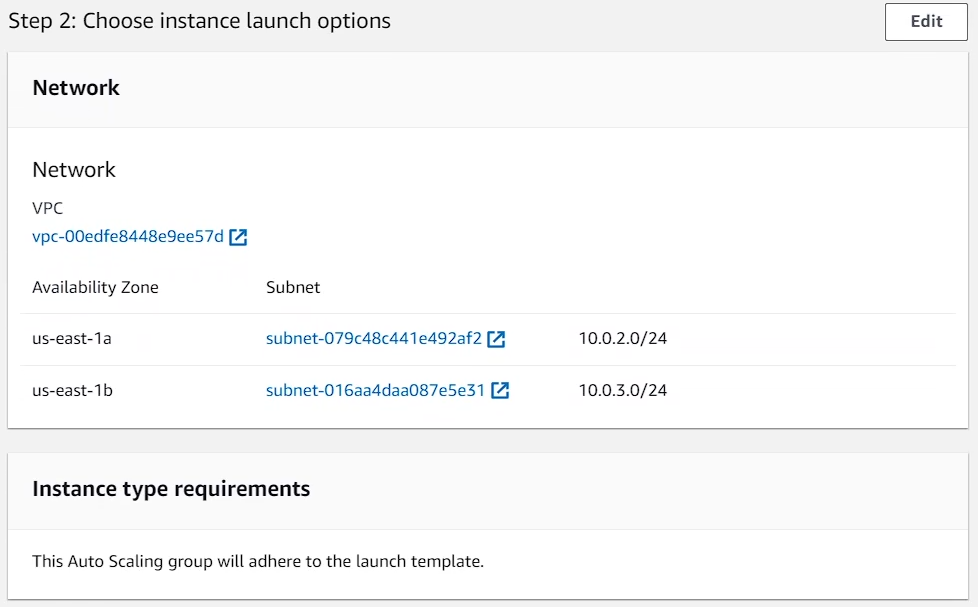 Step 2: Choose instance launch options
Edit
Network
Network
VPC
vpc-00edfe8448e9ee57d
Availability Zone Subnet
us-east-1a subnet-079c48c441e492af2 10.0.2.0/24
us-east-1b subnet-016aa4daa087e5e31 10.0.3.0/24
Instance type requirements
This Auto Scaling group will adhere to the launch template.